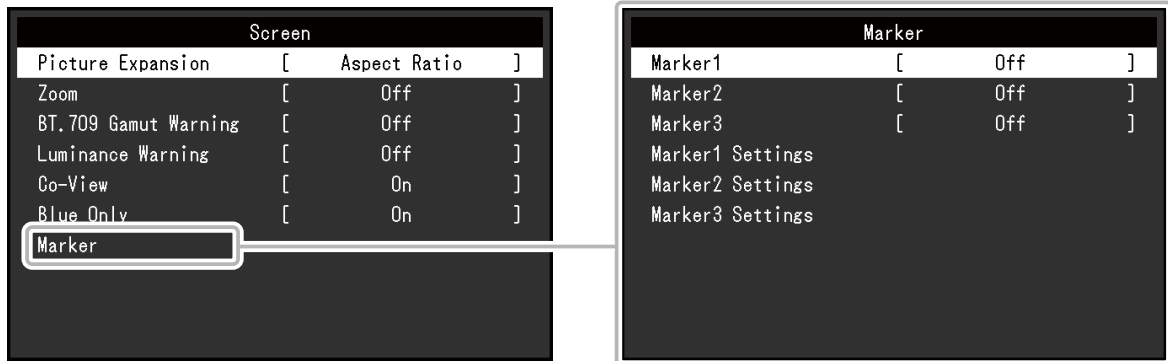 Screen
Picture Expansion [ Aspect Ratio ]
Zoom [ Off ]
BT.709 Gamut Warning [ Off ]
Luminance Warning [ Off ]
Co-View [ On ]
Blue Only [ On ]
Marker
Marker
Marker1 [ Off ]
Marker2 [ Off ]
Marker3 [ Off ]
Marker1 Settings
Marker2 Settings
Marker3 Settings